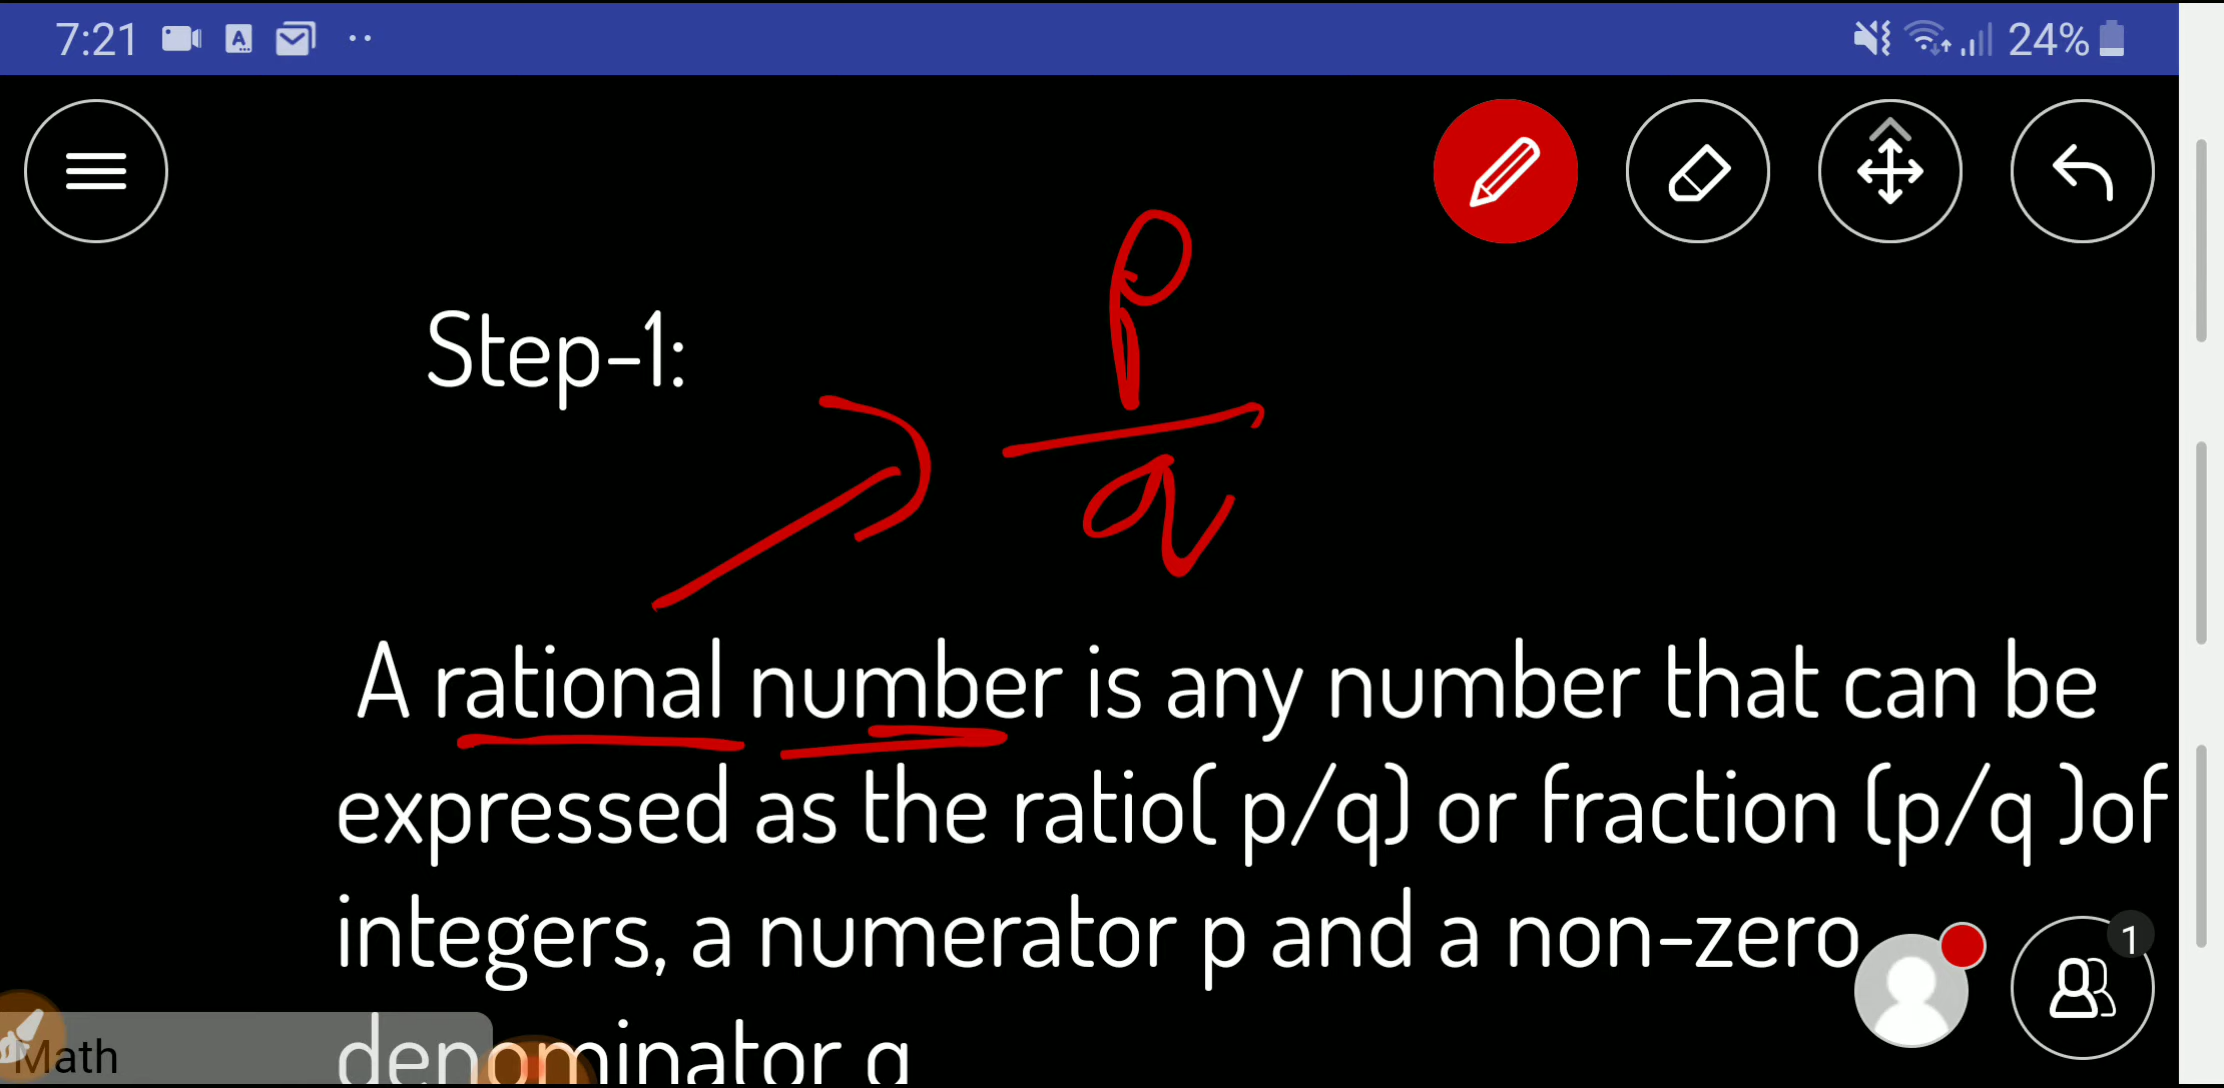 7:21
24%
p
q
Step-1:
A rational number is any number that can be
expressed as the ratio( p/q) or fraction (p/q )of
integers, a numerator p and a non-zero
1
denominator q
Math